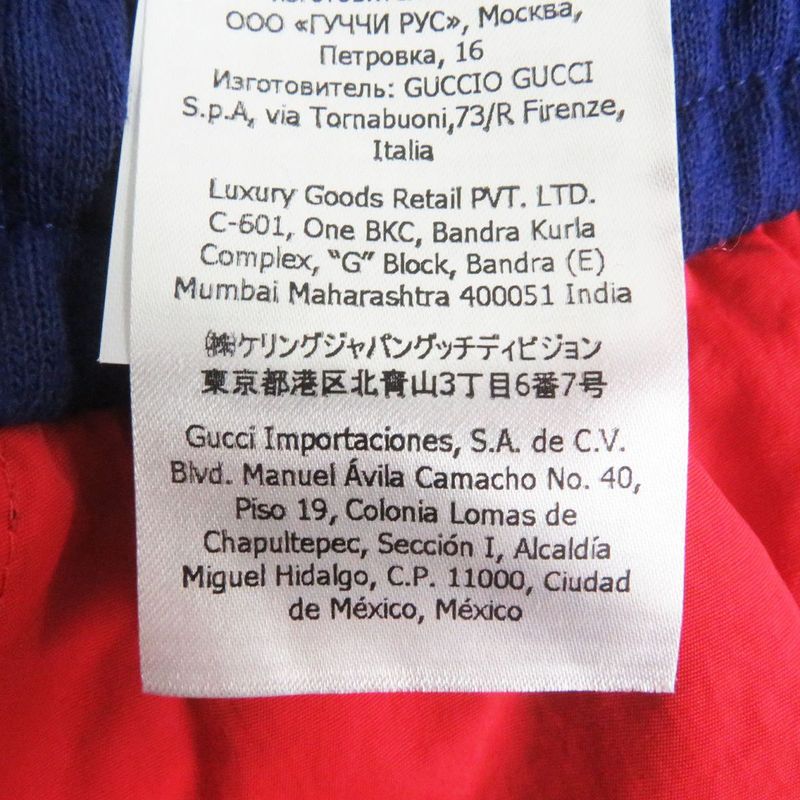 ООО «ГУЧЧИ РУС», Москва,
Петровка, 16
Изготовитель: GUCCIO GUCCI
S.p.A, via Tornabuoni,73/R Firenze,
Italia
Luxury Goods Retail PVT. LTD.
C-601, One BKC, Bandra Kurla
Complex, "G" Block, Bandra (E)
Mumbai Maharashtra 400051 India
㈱ケリングジャパングッチディビジョン
東京都港区北青山3丁目6番7号
Gucci Importaciones, S.A. de C.V.
Blvd. Manuel Ávila Camacho No. 40,
Piso 19, Colonia Lomas de
Chapultepec, Sección I, Alcaldía
Miguel Hidalgo, C.P. 11000, Ciudad
de México, México